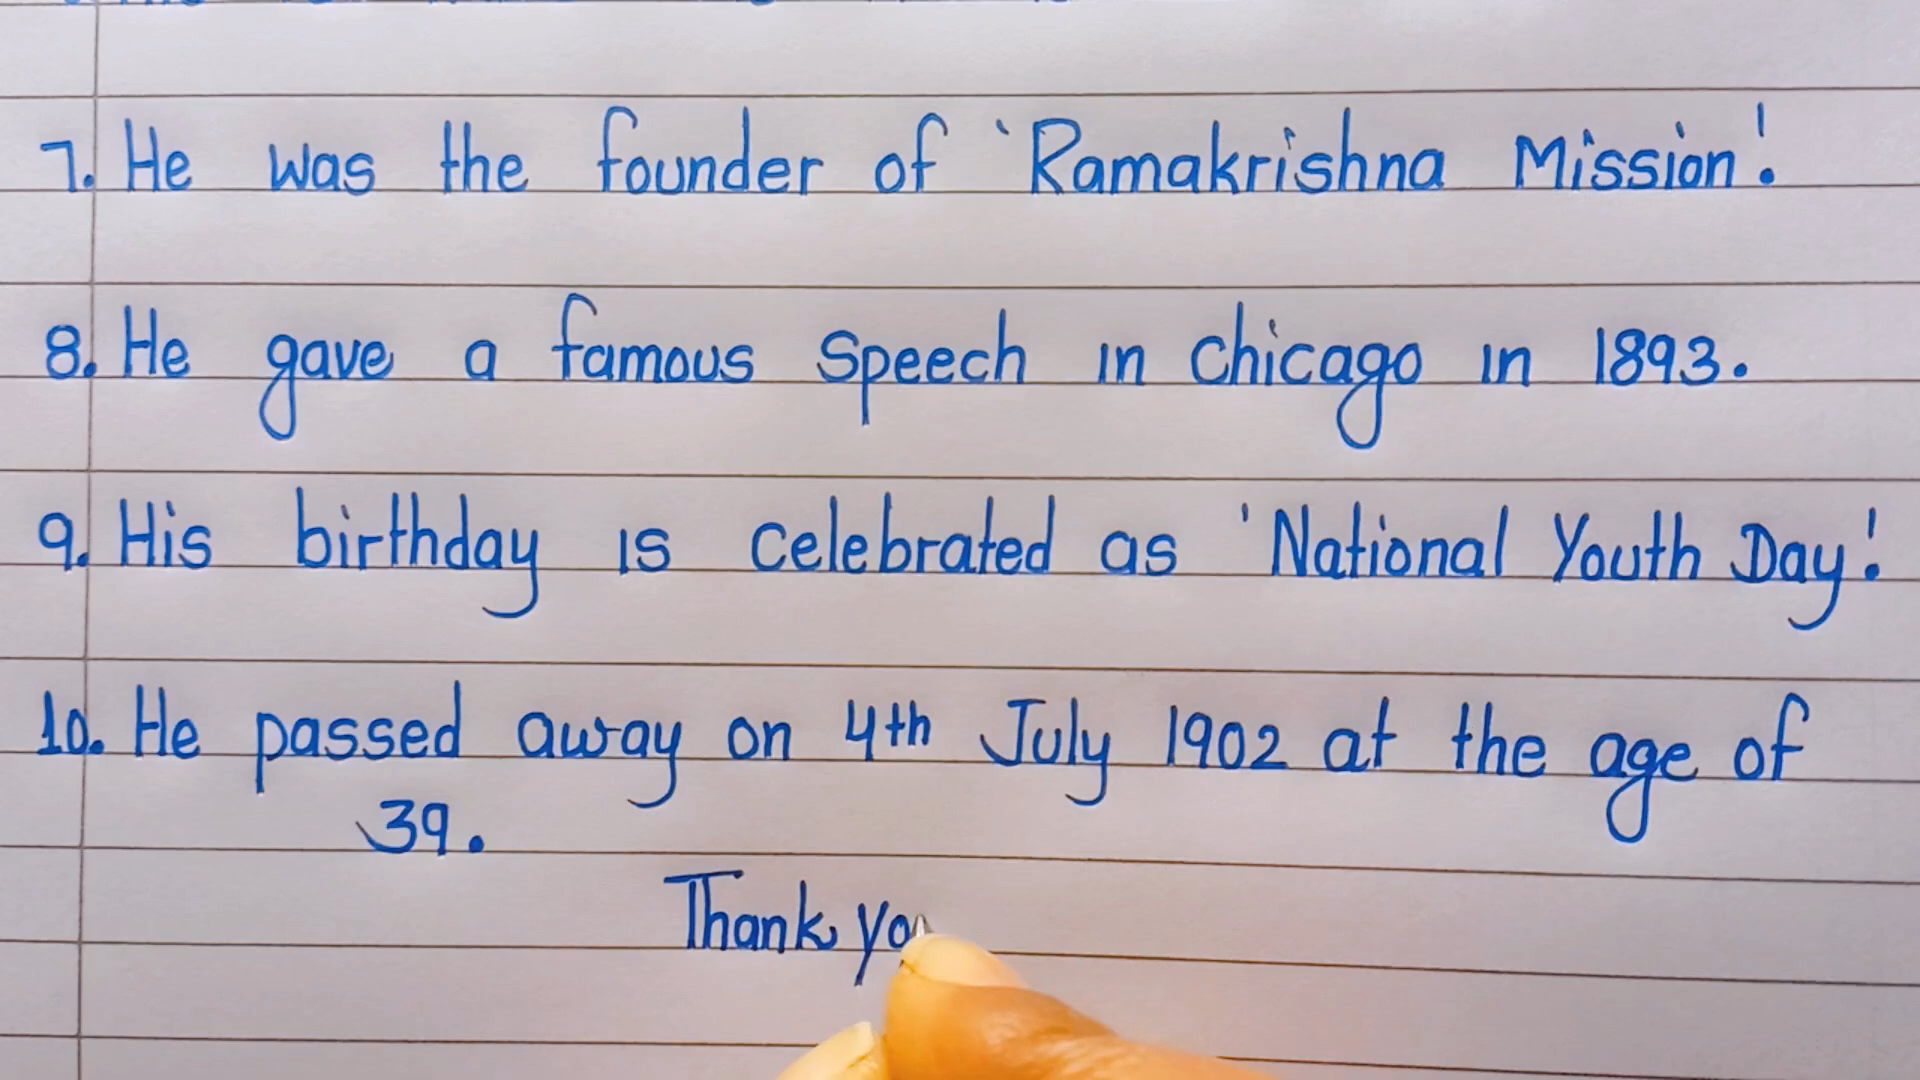 7. He was the founder of 'Ramakrishna Mission'.
8. He gave a famous speech in chicago in 1893.
9. His birthday is celebrated as 'National Youth Day'.
10. He passed away on 4th July 1902 at the age of
39.
Thank yo